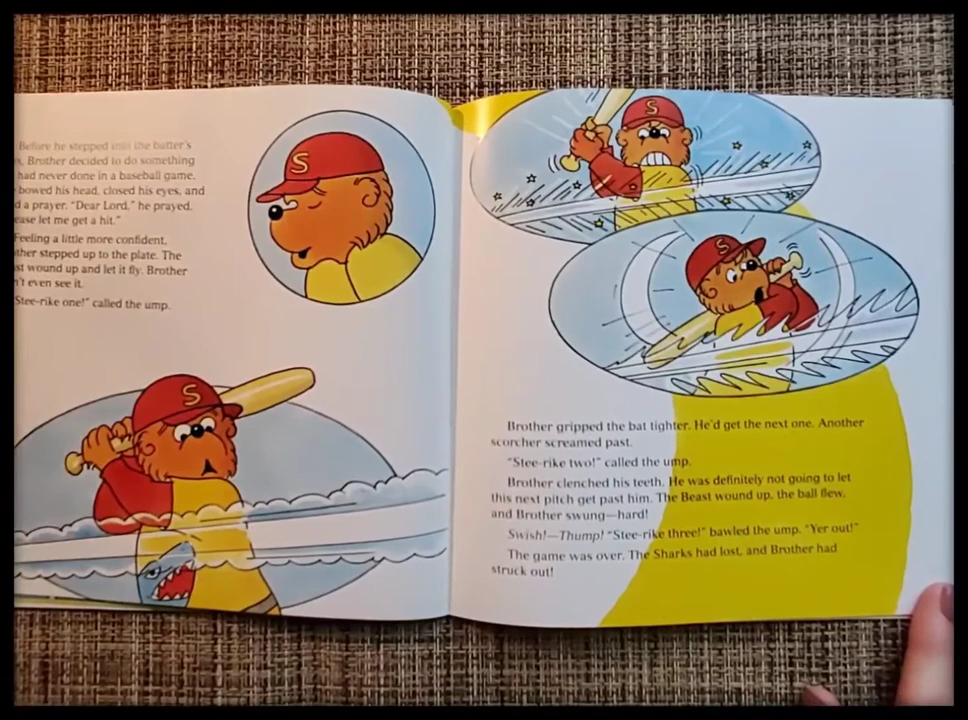 Before he stepped into the batter's
Brother decided to do something
had never done in a baseball game.
bowed his head, closed his eyes, and
a prayer. "Dear Lord," he prayed,
let me get a hit."
Feeling a little more confident,
stepped up to the plate. The
wound up and let it fly. Brother
even see it.
"Stee-rike one!" called the ump.
S
S
S
S
Brother gripped the bat tighter. He'd get the next one. Another
scorcher screamed past.
"Stee-rike two!" called the ump.
Brother clenched his teeth. He was definitely not going to let
this next pitch get past him. The Beast wound up, the ball flew,
and Brother swung—hard!
Swish!—Thump! "Stee-rike three!" bawled the ump. "Yer out!"
The game was over. The Sharks had lost, and Brother had
struck out!